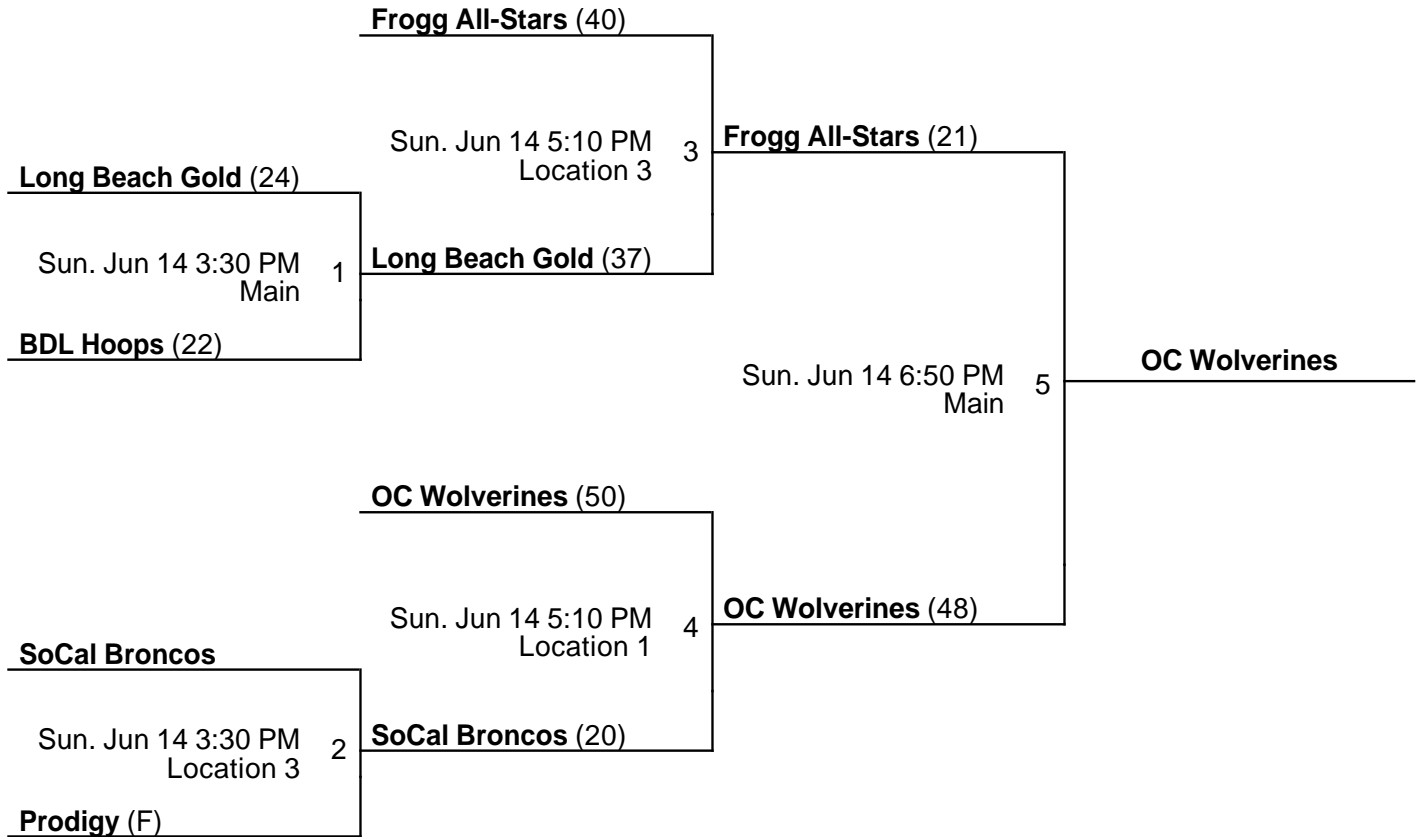 Frogg All-Stars (40)
Sun. Jun 14 5:10 PM
Location 3
3
Frogg All-Stars (21)
Long Beach Gold (24)
Sun. Jun 14 3:30 PM
Main
1
Long Beach Gold (37)
BDL Hoops (22)
Sun. Jun 14 6:50 PM
Main
5
OC Wolverines
OC Wolverines (50)
Sun. Jun 14 5:10 PM
Location 1
4
OC Wolverines (48)
SoCal Broncos
Sun. Jun 14 3:30 PM
Location 3
2
SoCal Broncos (20)
Prodigy (F)